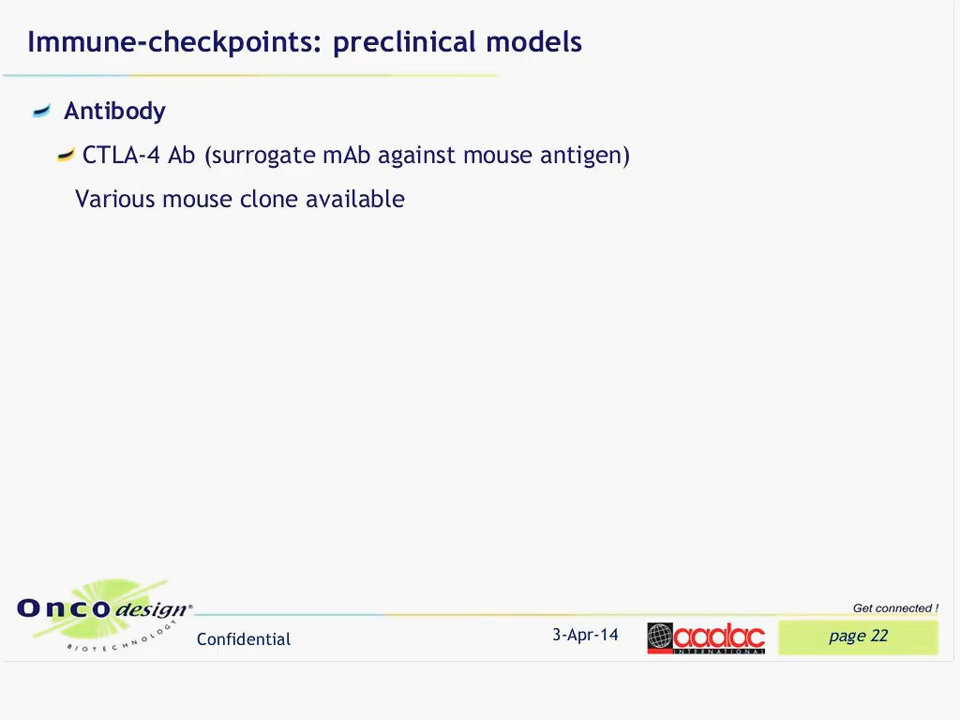 Immune-checkpoints: preclinical models
Antibody
CTLA-4 Ab (surrogate mAb against mouse antigen)
Various mouse clone available
Get connected !
Oncodesign®
BIOTECHNOLOGY
Confidential
3-Apr-14
aaalac
INTERNATIONAL
page 22